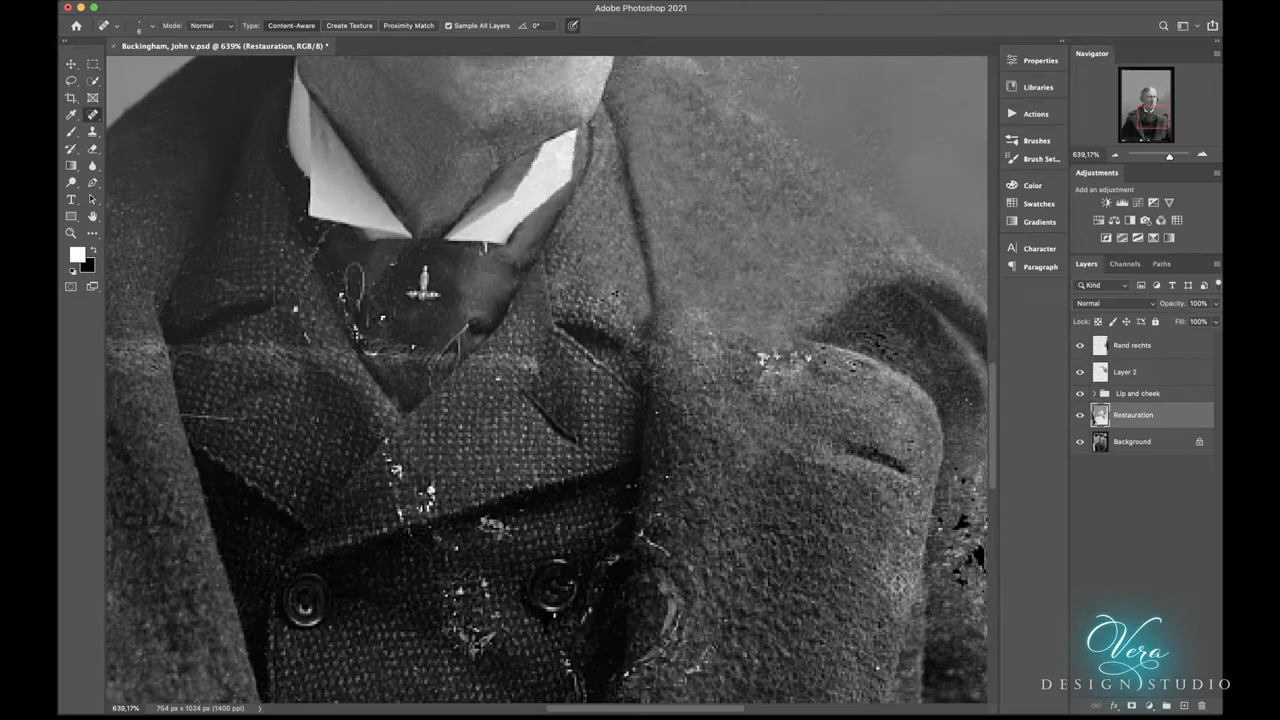 Adobe Photoshop 2021
6
Mode: Normal
Type: Content-Aware
Create Texture
Proximity Match
Sample All Layers
0°
Buckingham, John v.psd @ 639% (Restauration, RGB/8) *
Properties
Libraries
Actions
Brushes
Brush Set...
Color
Swatches
Gradients
Character
Paragraph
Navigator
639,17%
Adjustments
Add an adjustment
Layers
Channels
Paths
Kind
Normal
Opacity: 100%
Lock:
Fill: 100%
Rand rechts
Layer 2
Lip and cheek
Restauration
Background
Vera
DESIGN STUDIO
639,17%
754 px x 1024 px (1400 ppi)